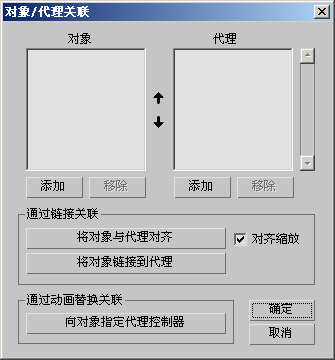 对象/代理关联
对象 代理
添加 移除 添加 移除
通过链接关联
将对象与代理对齐 对齐缩放
将对象链接到代理
通过动画替换关联
向对象指定代理控制器
确定
取消